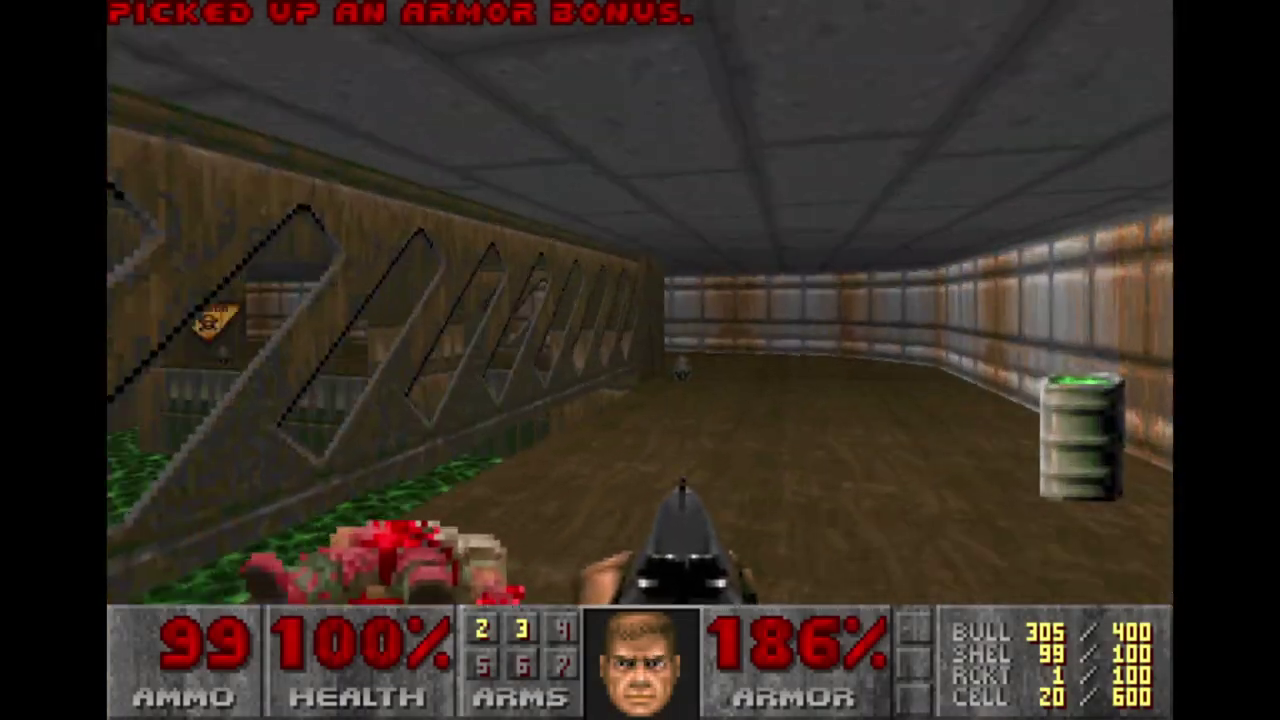 PICKED UP AN ARMOR BONUS.
99 100% 2 3 4 186%
5 6 7
AMMO HEALTH ARMS ARMOR
BULL 305 / 400
SHEL 99 / 100
RCKT 1 / 100
CELL 20 / 600